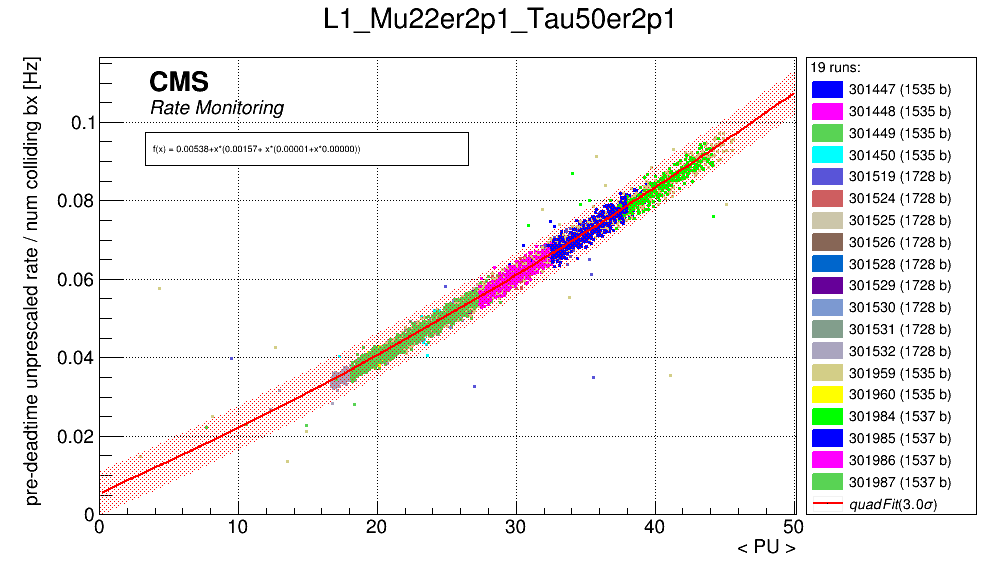 L1_Mu22er2p1_Tau50er2p1
pre-deadtime unprescaled rate / num colliding bx [Hz]
CMS
Rate Monitoring
f(x) = 0.00538+x*(0.00157+ x*(0.00001+x*0.00000))
0.1
0.08
0.06
0.04
0.02
0
0 10 20 30 40 50
< PU >
19 runs:
301447 (1535 b)
301448 (1535 b)
301449 (1535 b)
301450 (1535 b)
301519 (1728 b)
301524 (1728 b)
301525 (1728 b)
301526 (1728 b)
301528 (1728 b)
301529 (1728 b)
301530 (1728 b)
301531 (1728 b)
301532 (1728 b)
301959 (1535 b)
301960 (1535 b)
301984 (1537 b)
301985 (1537 b)
301986 (1537 b)
301987 (1537 b)
quadFit(3.0σ)